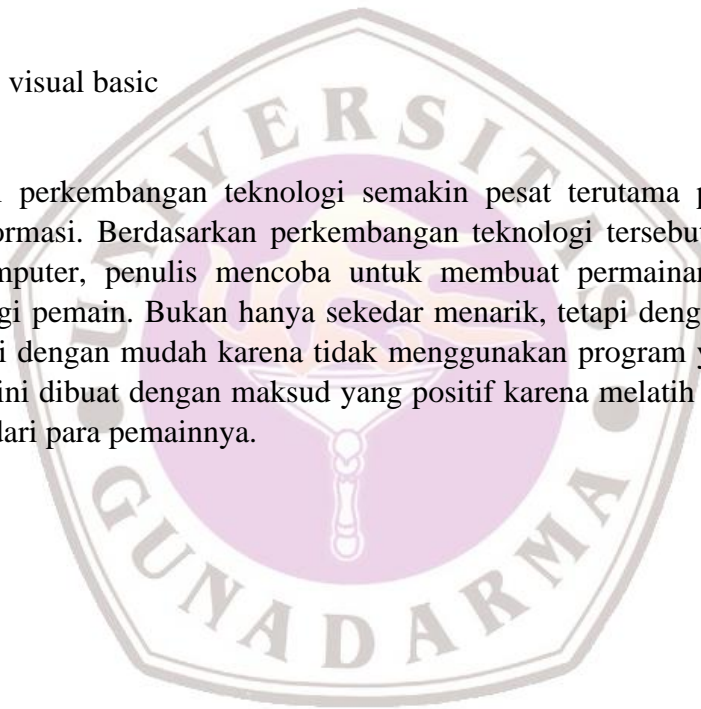 visual basic
perkembangan teknologi semakin pesat terutama
ormasi. Berdasarkan perkembangan teknologi tersebut
mputer, penulis mencoba untuk membuat permainan
gi pemain. Bukan hanya sekedar menarik, tetapi deng
i dengan mudah karena tidak menggunakan program y
ini dibuat dengan maksud yang positif karena melatih
dari para pemainnya.
UNIVERSITAS
GUNADARMA